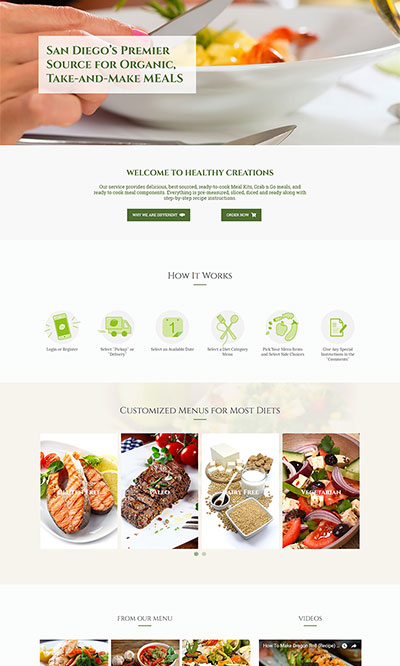 San Diego's Premier
Source for Organic,
Take-and-Make MEALS
WELCOME TO HEALTHY CREATIONS
Our service provides delicious, best sourced, ready-to-cook Meal Kits, Grab & Go meals, and
ready to cook meal components. Everything is pre-measured, sliced, diced and ready along with
step-by-step recipe instructions.
WHY WE ARE DIFFERENT
ORDER NOW
How It Works
Login or Register
Select "Pickup" or
"Delivery"
1
Select an Available Date
Select a Diet Category
Menu
Pick Your Menu Items
and Select Side Choices
Give Any Special
Instructions in the
"Comments"
Customized Menus for Most Diets
Gluten Free
Paleo
Dairy Free
Vegetarian
FROM OUR MENU
VIDEOS
How To Make Dragon Roll (Recipe) ...